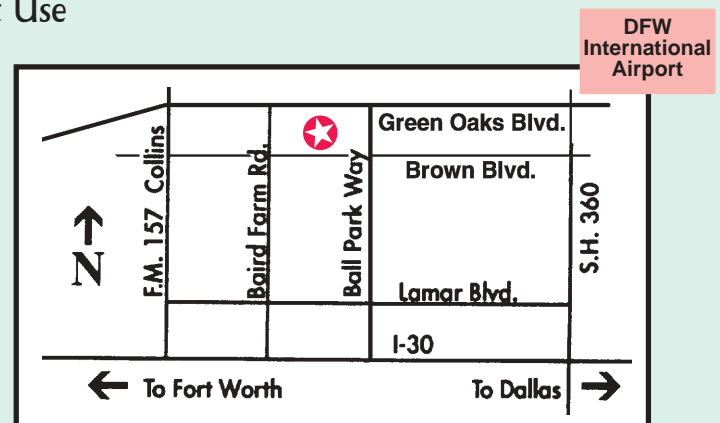 Use
DFW
International
Airport
Green Oaks Blvd.
Brown Blvd.
F.M. 157 Collins
Baird Farm Rd.
Ball Park Way
S.H. 360
N
Lamar Blvd.
I-30
To Fort Worth
To Dallas